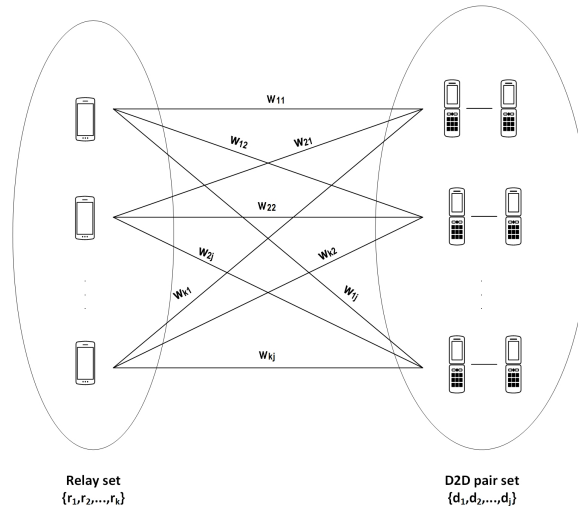 W11
W12
W21
W22
W2j
Wk2
Wk1
W1j
Wkj
Relay set
{r1,r2,...,rk}
D2D pair set
{d1,d2,...,dj}